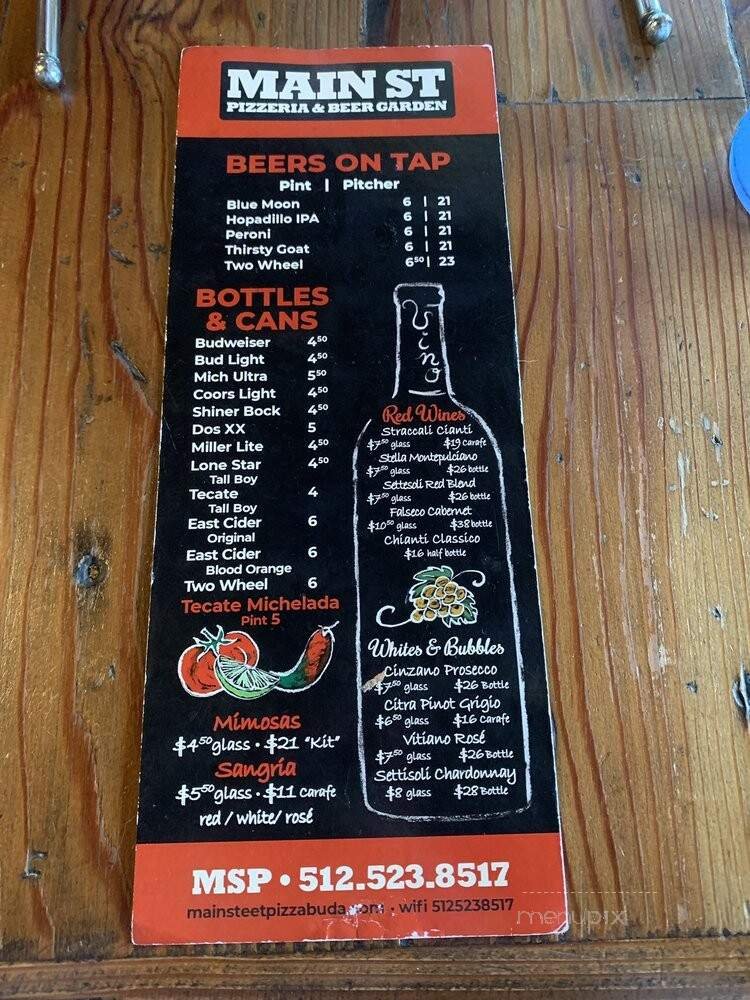 MAIN ST
PIZZERIA & BEER GARDEN
BEERS ON TAP
Pint | Pitcher
Blue Moon 6 | 21
Hopadillo IPA 6 | 21
Peroni 6 | 21
Thirsty Goat 6 | 21
Two Wheel 6⁵⁰ | 23
BOTTLES
& CANS
Budweiser 4⁵⁰
Bud Light 4⁵⁰
Mich Ultra 5⁵⁰
Coors Light 4⁵⁰
Shiner Bock 4⁵⁰
Dos XX 5
Miller Lite 4⁵⁰
Lone Star 4⁵⁰
Tall Boy
Tecate 4
Tall Boy
East Cider 6
Original
East Cider 6
Blood Orange
Two Wheel 6
Tecate Michelada
Pint 5
Mimosas
$4⁵⁰ glass • $21 "Kit"
Sangria
$5⁵⁰ glass • $11 carafe
red / white / rosé
Vino
Red Wines
Straccali Cianti
$7⁵⁰ glass $19 Carafe
Stella Montepulciano
$7⁵⁰ glass $26 bottle
Settesoli Red Blend
$7⁵⁰ glass $26 bottle
Falseco Cabernet
$10⁵⁰ glass $38 bottle
Chianti Classico
$16 half bottle
Whites & Bubbles
Cinzano Prosecco
$7⁵⁰ glass $26 Bottle
Citra Pinot Grigio
$6⁵⁰ glass $16 Carafe
Vitiano Rosé
$7⁵⁰ glass $26 Bottle
Settisoli Chardonnay
$8 glass $28 Bottle
MSP • 512.523.8517
mainsteetpizzabuda.com • wifi 5125238517
menupix